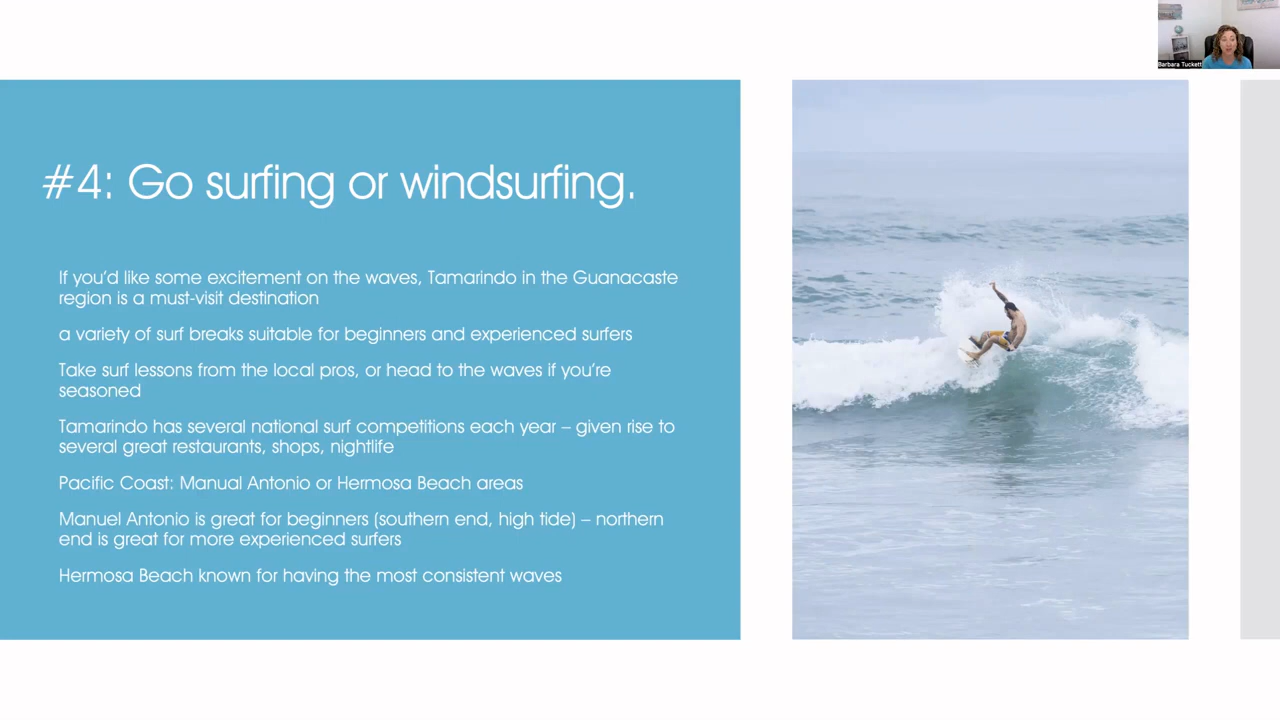 Barbara Tuckett
#4: Go surfing or windsurfing.
If you'd like some excitement on the waves, Tamarindo in the Guanacaste
region is a must-visit destination
a variety of surf breaks suitable for beginners and experienced surfers
Take surf lessons from the local pros, or head to the waves if you're
seasoned
Tamarindo has several national surf competitions each year – given rise to
several great restaurants, shops, nightlife
Pacific Coast: Manual Antonio or Hermosa Beach areas
Manuel Antonio is great for beginners (southern end, high tide) – northern
end is great for more experienced surfers
Hermosa Beach known for having the most consistent waves